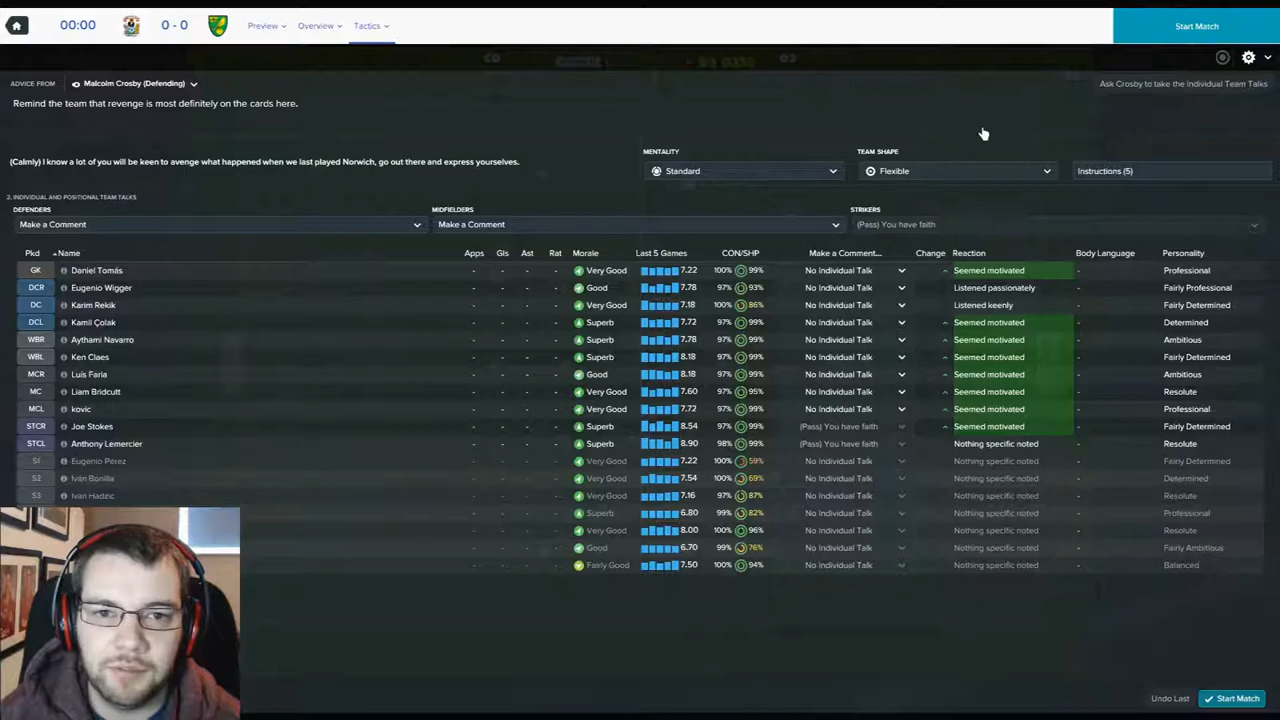 00:00 0 - 0 Preview Overview Tactics Start Match
ADVICE FROM Malcolm Crosby (Defending) Ask Crosby to take the Individual Team Talks
Remind the team that revenge is most definitely on the cards here.
MENTALITY TEAM SHAPE
(Calmly) I know a lot of you will be keen to avenge what happened when we last played Norwich, go out there and express yourselves. Standard Flexible Instructions (5)
2. INDIVIDUAL AND POSITIONAL TEAM TALKS
DEFENDERS MIDFIELDERS STRIKERS
Make a Comment Make a Comment (Pass) You have faith
Pkd Name Apps Gls Ast Rat Morale Last 5 Games CON/SHP Make a Comment... Change Reaction Body Language Personality
GK Daniel Tomás - - - - Very Good 7.22 100% 99% No Individual Talk Seemed motivated - Professional
DCR Eugenio Wigger - - - - Good 7.78 97% 93% No Individual Talk Listened passionately - Fairly Professional
DC Karim Rekik - - - - Very Good 7.18 100% 86% No Individual Talk Listened keenly - Fairly Determined
DCL Kamil Çolak - - - - Superb 7.72 97% 99% No Individual Talk Seemed motivated - Determined
WBR Aythami Navarro - - - - Superb 7.78 97% 99% No Individual Talk Seemed motivated - Ambitious
WBL Ken Claes - - - - Superb 8.18 97% 99% No Individual Talk Seemed motivated - Fairly Determined
MCR Luís Faria - - - - Good 8.18 97% 99% No Individual Talk Seemed motivated - Ambitious
MC Liam Bridcutt - - - - Very Good 7.60 97% 95% No Individual Talk Seemed motivated - Resolute
MCL kovic - - - - Very Good 7.72 97% 99% No Individual Talk Seemed motivated - Professional
STCR Joe Stokes - - - - Superb 8.54 97% 99% (Pass) You have faith Seemed motivated - Fairly Determined
STCL Anthony Lemercier - - - - Superb 8.90 98% 99% (Pass) You have faith Nothing specific noted - Resolute
S1 Eugenio Pérez - - - - Very Good 7.22 100% 59% No Individual Talk Nothing specific noted - Fairly Determined
S2 Iván Bonilla - - - - Very Good 7.54 100% 69% No Individual Talk Nothing specific noted - Determined
S3 Ivan Hadzic - - - - Very Good 7.16 97% 87% No Individual Talk Nothing specific noted - Resolute
- - - - Superb 6.80 99% 82% No Individual Talk Nothing specific noted - Professional
- - - - Very Good 8.00 100% 96% No Individual Talk Nothing specific noted - Resolute
- - - - Good 6.70 99% 76% No Individual Talk Nothing specific noted - Fairly Ambitious
- - - - Fairly Good 7.50 100% 94% No Individual Talk Nothing specific noted - Balanced
Undo Last Start Match